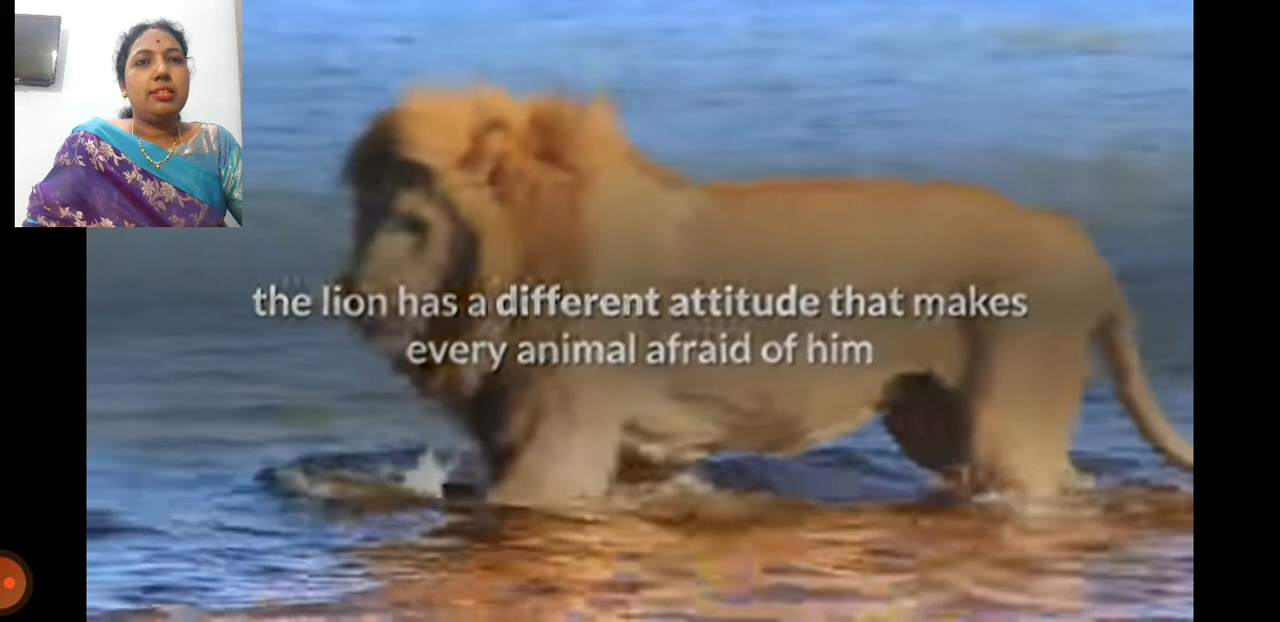 the lion has a different attitude that makes
every animal afraid of him